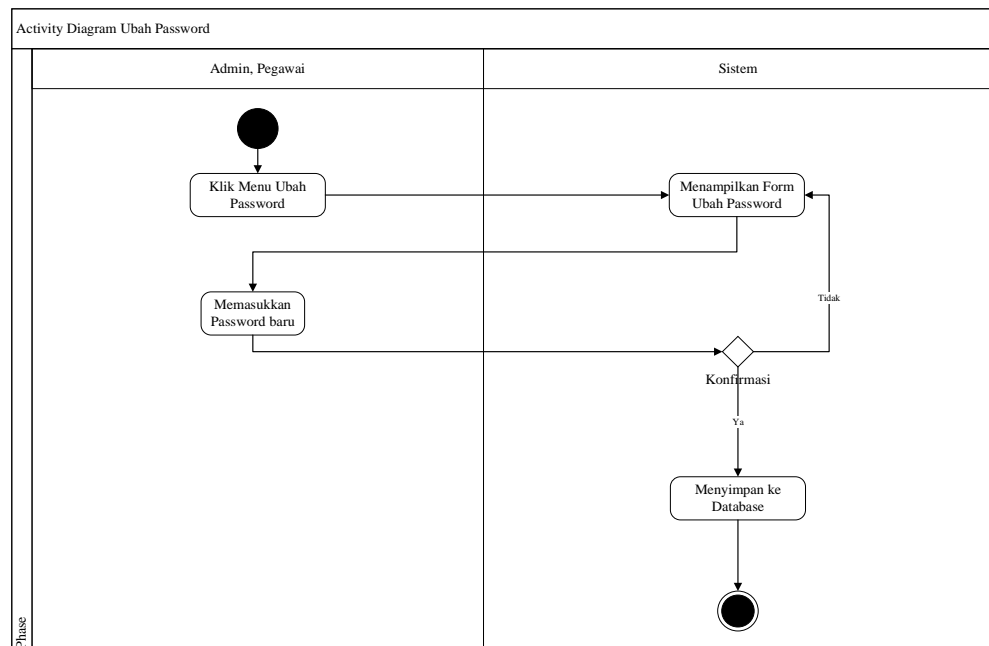 Activity Diagram Ubah Password
Admin, Pegawai
Sistem
Klik Menu Ubah
Password
Menampilkan Form
Ubah Password
Memasukkan
Password baru
Tidak
Konfirmasi
Ya
Menyimpan ke
Database
Phase